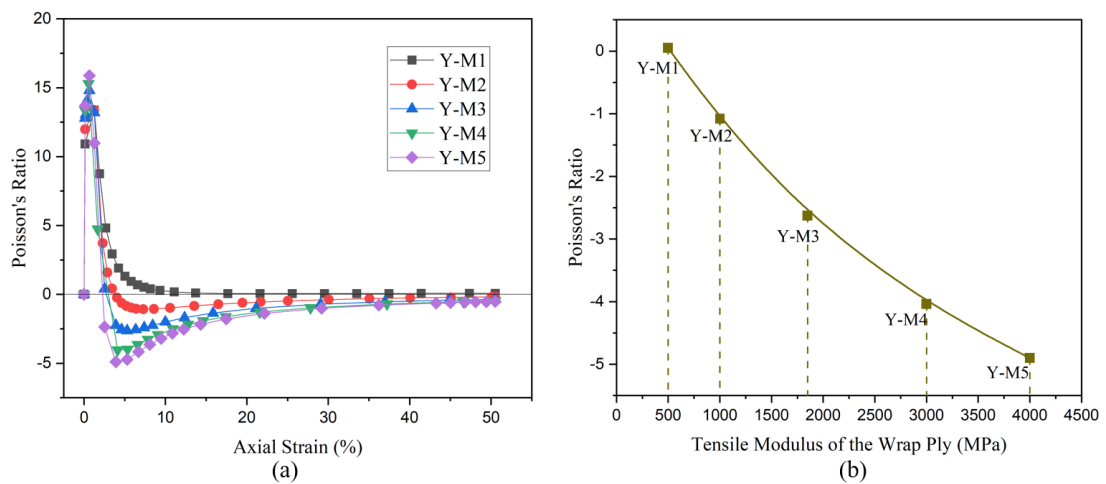 20
15
10
5
0
-5
Poisson's Ratio
Y-M1
Y-M2
Y-M3
Y-M4
Y-M5
0 10 20 30 40 50
Axial Strain (%)
(a)
0
-1
-2
-3
-4
-5
Poisson's Ratio
Y-M1
Y-M2
Y-M3
Y-M4
Y-M5
0 500 1000 1500 2000 2500 3000 3500 4000 4500
Tensile Modulus of the Wrap Ply (MPa)
(b)